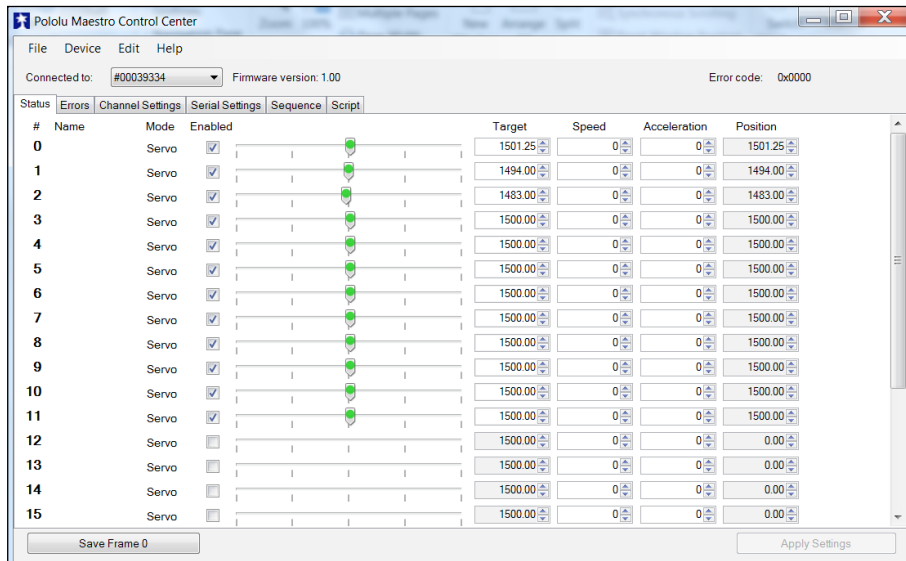 Pololu Maestro Control Center
File Device Edit Help
Connected to: #00039334 Firmware version: 1.00 Error code: 0x0000
Status Errors Channel Settings Serial Settings Sequence Script
# Name Mode Enabled Target Speed Acceleration Position
0 Servo 1501.25 0 0 1501.25
1 Servo 1494.00 0 0 1494.00
2 Servo 1483.00 0 0 1483.00
3 Servo 1500.00 0 0 1500.00
4 Servo 1500.00 0 0 1500.00
5 Servo 1500.00 0 0 1500.00
6 Servo 1500.00 0 0 1500.00
7 Servo 1500.00 0 0 1500.00
8 Servo 1500.00 0 0 1500.00
9 Servo 1500.00 0 0 1500.00
10 Servo 1500.00 0 0 1500.00
11 Servo 1500.00 0 0 1500.00
12 Servo 1500.00 0 0 0.00
13 Servo 1500.00 0 0 0.00
14 Servo 1500.00 0 0 0.00
15 Servo 1500.00 0 0 0.00
Save Frame 0 Apply Settings